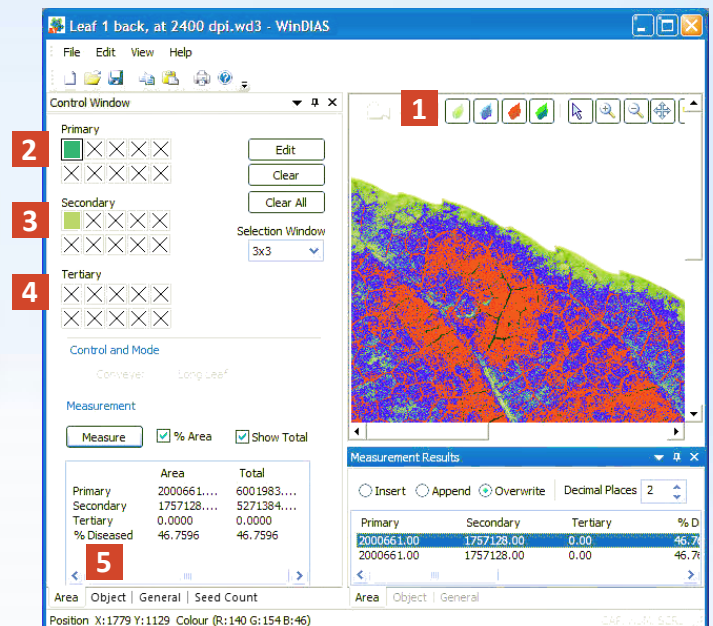 Leaf 1 back, at 2400 dpi.wd3 - WinDIAS
File Edit View Help
Control Window
1
Primary
2
Edit
Clear
Secondary
Clear All
3
Selection Window
3x3
Tertiary
4
Control and Mode
Conveyer Long Leaf
Measurement
Measure % Area Show Total
Area Total
Primary 2000661.... 6001983....
Secondary 1757128.... 5271384....
Tertiary 0.0000 0.0000
% Diseased 46.7596 46.7596
5
Area Object General Seed Count
Measurement Results
Insert Append Overwrite Decimal Places 2
Primary Secondary Tertiary % D
2000661.00 1757128.00 0.00 46.76
2000661.00 1757128.00 0.00 46.76
Area Object General
Position X:1779 Y:1129 Colour (R:140 G:154 B:46)